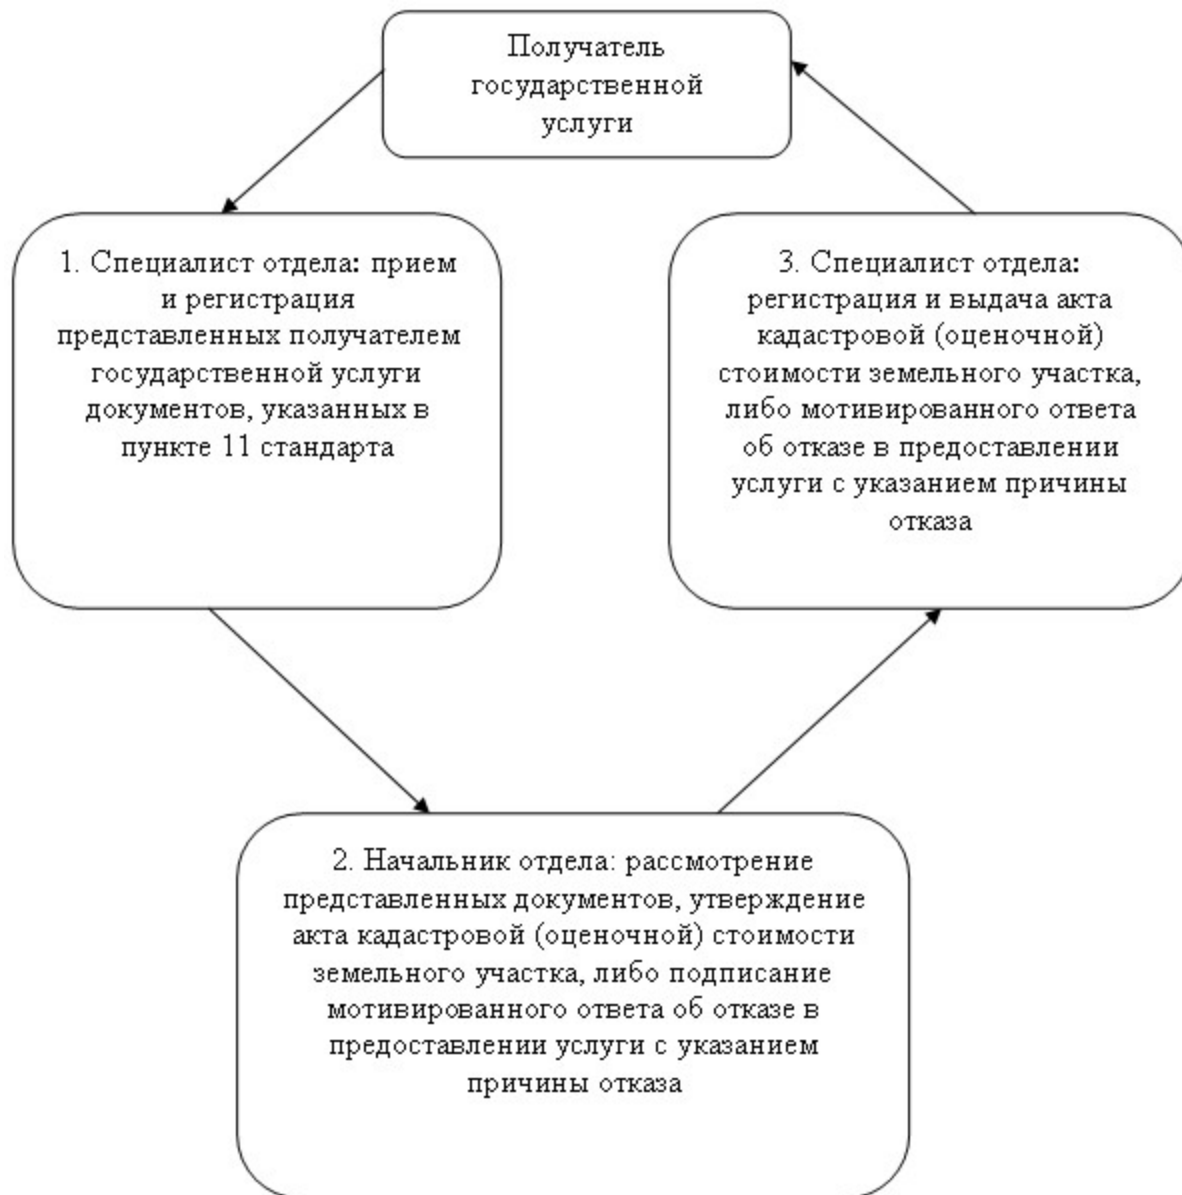 Получатель
государственной
услуги
1. Специалист отдела: прием
и регистрация
представленных получателем
государственной услуги
документов, указанных в
пункте 11 стандарта
3. Специалист отдела:
регистрация и выдача акта
кадастровой (оценочной)
стоимости земельного участка,
либо мотивированного ответа
об отказе в предоставлении
услуги с указанием причины
отказа
2. Начальник отдела: рассмотрение
представленных документов, утверждение
акта кадастровой (оценочной) стоимости
земельного участка, либо подписание
мотивированного ответа об отказе в
предоставлении услуги с указанием
причины отказа